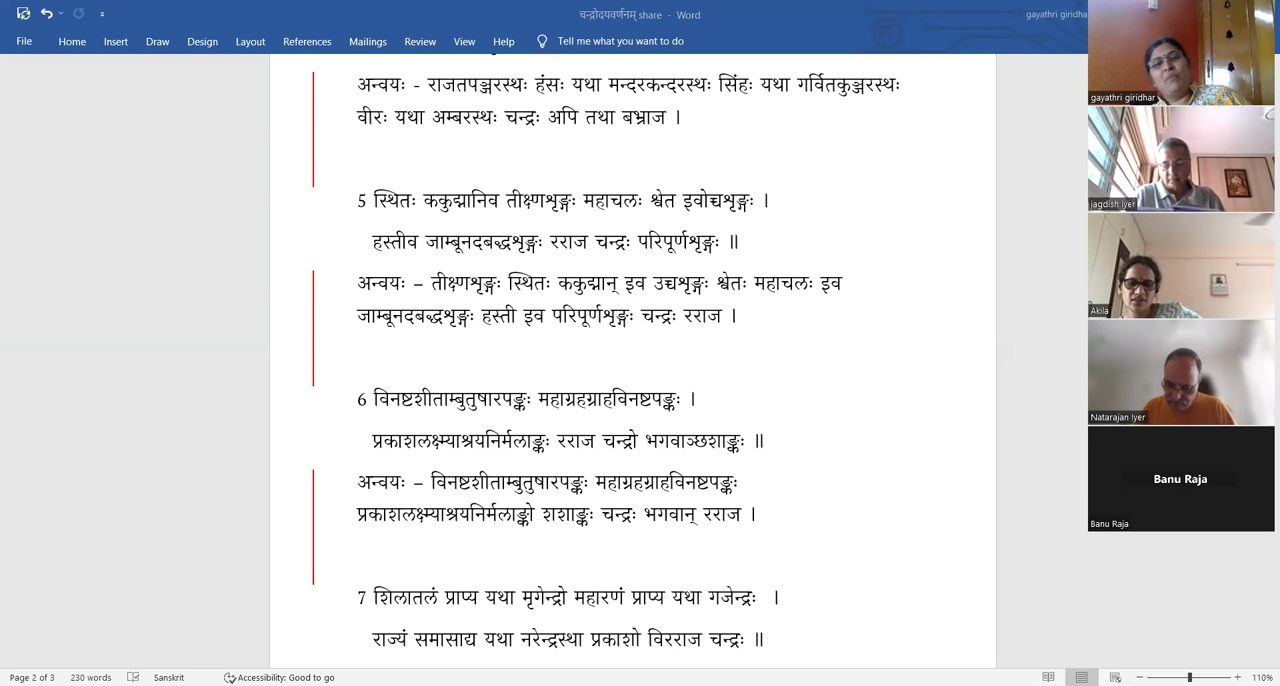 चन्द्रोदयवर्णनम् share - Word
gayathri giridha
File Home Insert Draw Design Layout References Mailings Review View Help Tell me what you want to do
अन्वयः - राजतपञ्जरस्थः हंसः यथा मन्दरकन्दरस्थः सिंहः यथा गर्वितकुञ्जरस्थः
वीरः यथा अम्बरस्थः चन्द्रः अपि तथा बभ्राज ।
5 स्थितः ककुद्मानिव तीक्ष्णशृङ्गः महाचलः श्वेत इवोच्चशृङ्गः ।
हस्तीव जाम्बूनदबद्धशृङ्गः रराज चन्द्रः परिपूर्णशृङ्गः ॥
अन्वयः – तीक्ष्णशृङ्गः स्थितः ककुद्मान् इव उच्चशृङ्गः श्वेतः महाचलः इव
जाम्बूनदबद्धशृङ्गः हस्ती इव परिपूर्णशृङ्गः चन्द्रः रराज ।
6 विनष्टशीताम्बुतुषारपङ्कः महाग्रहग्राहविनष्टपङ्कः ।
प्रकाशलक्ष्म्याश्रयनिर्मलाङ्कः रराज चन्द्रो भगवाञ्छशाङ्कः ॥
अन्वयः – विनष्टशीताम्बुतुषारपङ्कः महाग्रहग्राहविनष्टपङ्कः
प्रकाशलक्ष्म्याश्रयनिर्मलाङ्को शशाङ्कः चन्द्रः भगवान् रराज ।
7 शिलातलं प्राप्य यथा मृगेन्द्रो महारणं प्राप्य यथा गजेन्द्रः ।
राज्यं समासाद्य यथा नरेन्द्रस्था प्रकाशो विरराज चन्द्रः ॥
gayathri giridhar
jagdish iyer
Akila
Natarajan Iyer
Banu Raja
Banu Raja
Page 2 of 3 230 words Sanskrit Accessibility: Good to go 110%